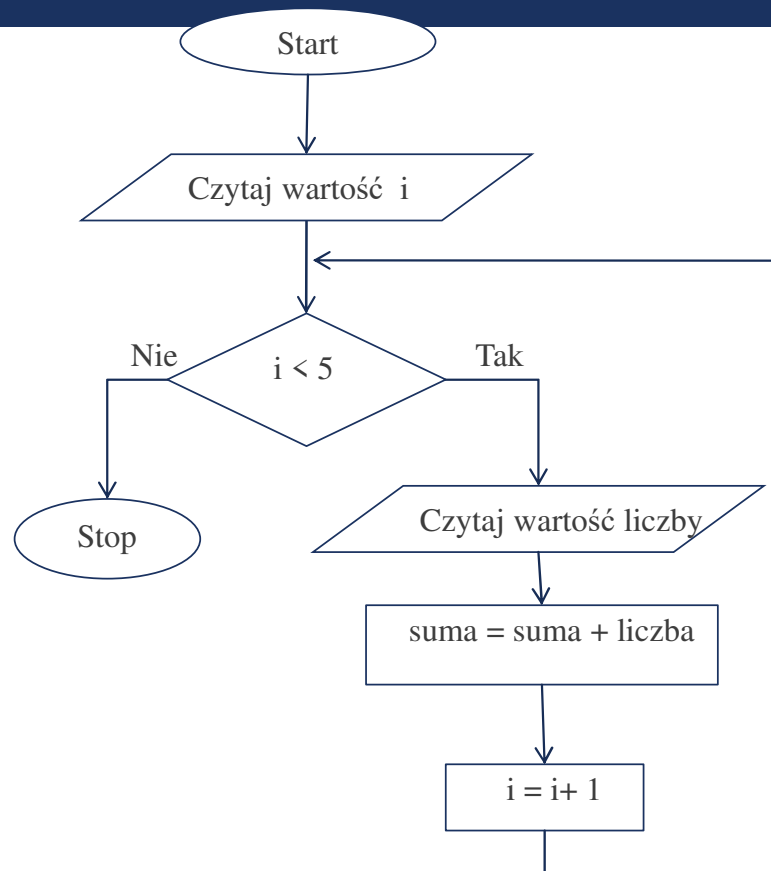 Start
Czytaj wartość i
Nie
i < 5
Tak
Stop
Czytaj wartość liczby
suma = suma + liczba
i = i+ 1